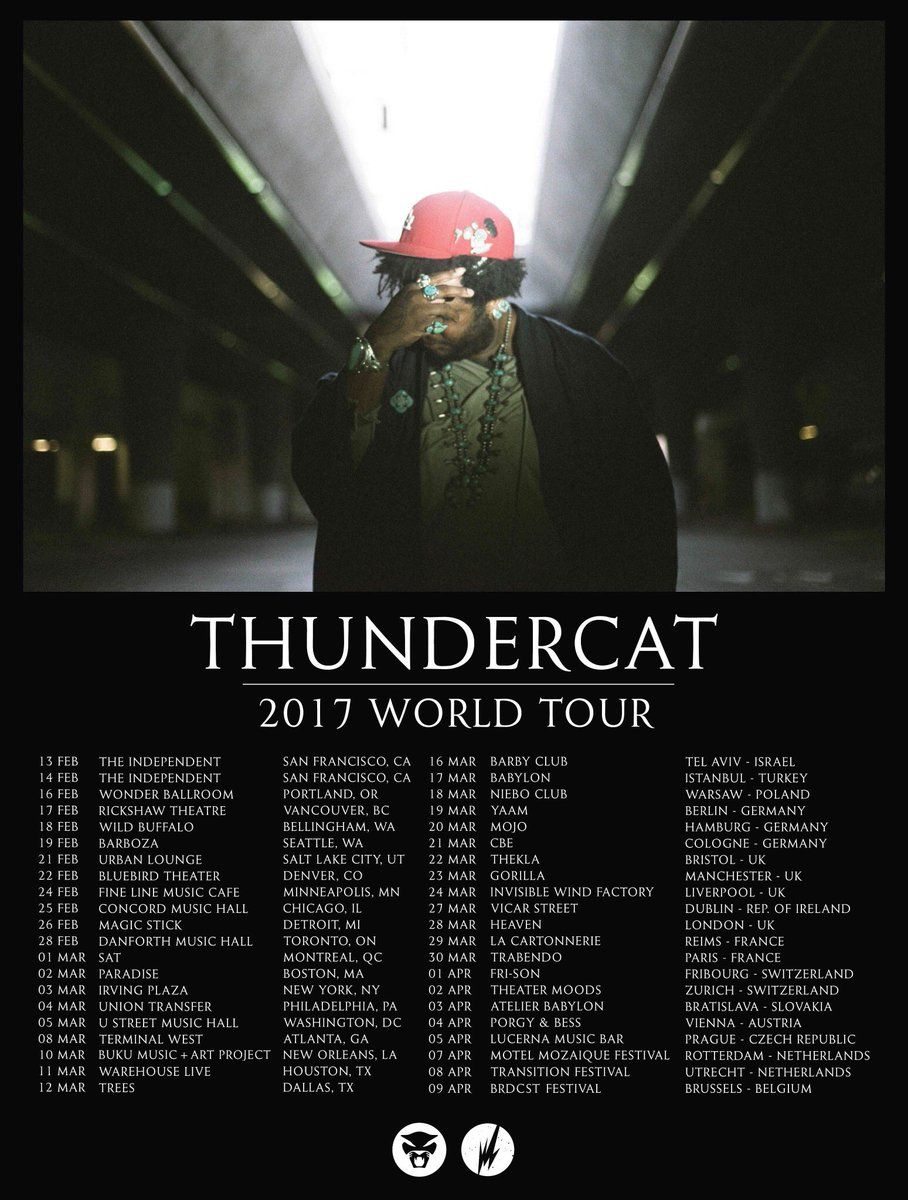 THUNDERCAT
2017 WORLD TOUR
13 FEB THE INDEPENDENT SAN FRANCISCO, CA
14 FEB THE INDEPENDENT SAN FRANCISCO, CA
16 FEB WONDER BALLROOM PORTLAND, OR
17 FEB RICKSHAW THEATRE VANCOUVER, BC
18 FEB WILD BUFFALO BELLINGHAM, WA
19 FEB BARBOZA SEATTLE, WA
21 FEB URBAN LOUNGE SALT LAKE CITY, UT
22 FEB BLUEBIRD THEATER DENVER, CO
24 FEB FINE LINE MUSIC CAFE MINNEAPOLIS, MN
25 FEB CONCORD MUSIC HALL CHICAGO, IL
26 FEB MAGIC STICK DETROIT, MI
28 FEB DANFORTH MUSIC HALL TORONTO, ON
01 MAR SAT MONTREAL, QC
02 MAR PARADISE BOSTON, MA
03 MAR IRVING PLAZA NEW YORK, NY
04 MAR UNION TRANSFER PHILADELPHIA, PA
05 MAR U STREET MUSIC HALL WASHINGTON, DC
08 MAR TERMINAL WEST ATLANTA, GA
10 MAR BUKU MUSIC + ART PROJECT NEW ORLEANS, LA
11 MAR WAREHOUSE LIVE HOUSTON, TX
12 MAR TREES DALLAS, TX
16 MAR BARBY CLUB TEL AVIV - ISRAEL
17 MAR BABYLON ISTANBUL - TURKEY
18 MAR NIEBO CLUB WARSAW - POLAND
19 MAR YAAM BERLIN - GERMANY
20 MAR MOJO HAMBURG - GERMANY
21 MAR CBE COLOGNE - GERMANY
22 MAR THEKLA BRISTOL - UK
23 MAR GORILLA MANCHESTER - UK
24 MAR INVISIBLE WIND FACTORY LIVERPOOL - UK
27 MAR VICAR STREET DUBLIN - REP. OF IRELAND
28 MAR HEAVEN LONDON - UK
29 MAR LA CARTONNERIE REIMS - FRANCE
30 MAR TRABENDO PARIS - FRANCE
01 APR FRI-SON FRIBOURG - SWITZERLAND
02 APR THEATER MOODS ZURICH - SWITZERLAND
03 APR ATELIER BABYLON BRATISLAVA - SLOVAKIA
04 APR PORGY & BESS VIENNA - AUSTRIA
05 APR LUCERNA MUSIC BAR PRAGUE - CZECH REPUBLIC
07 APR MOTEL MOZAIQUE FESTIVAL ROTTERDAM - NETHERLANDS
08 APR TRANSITION FESTIVAL UTRECHT - NETHERLANDS
09 APR BRDCST FESTIVAL BRUSSELS - BELGIUM